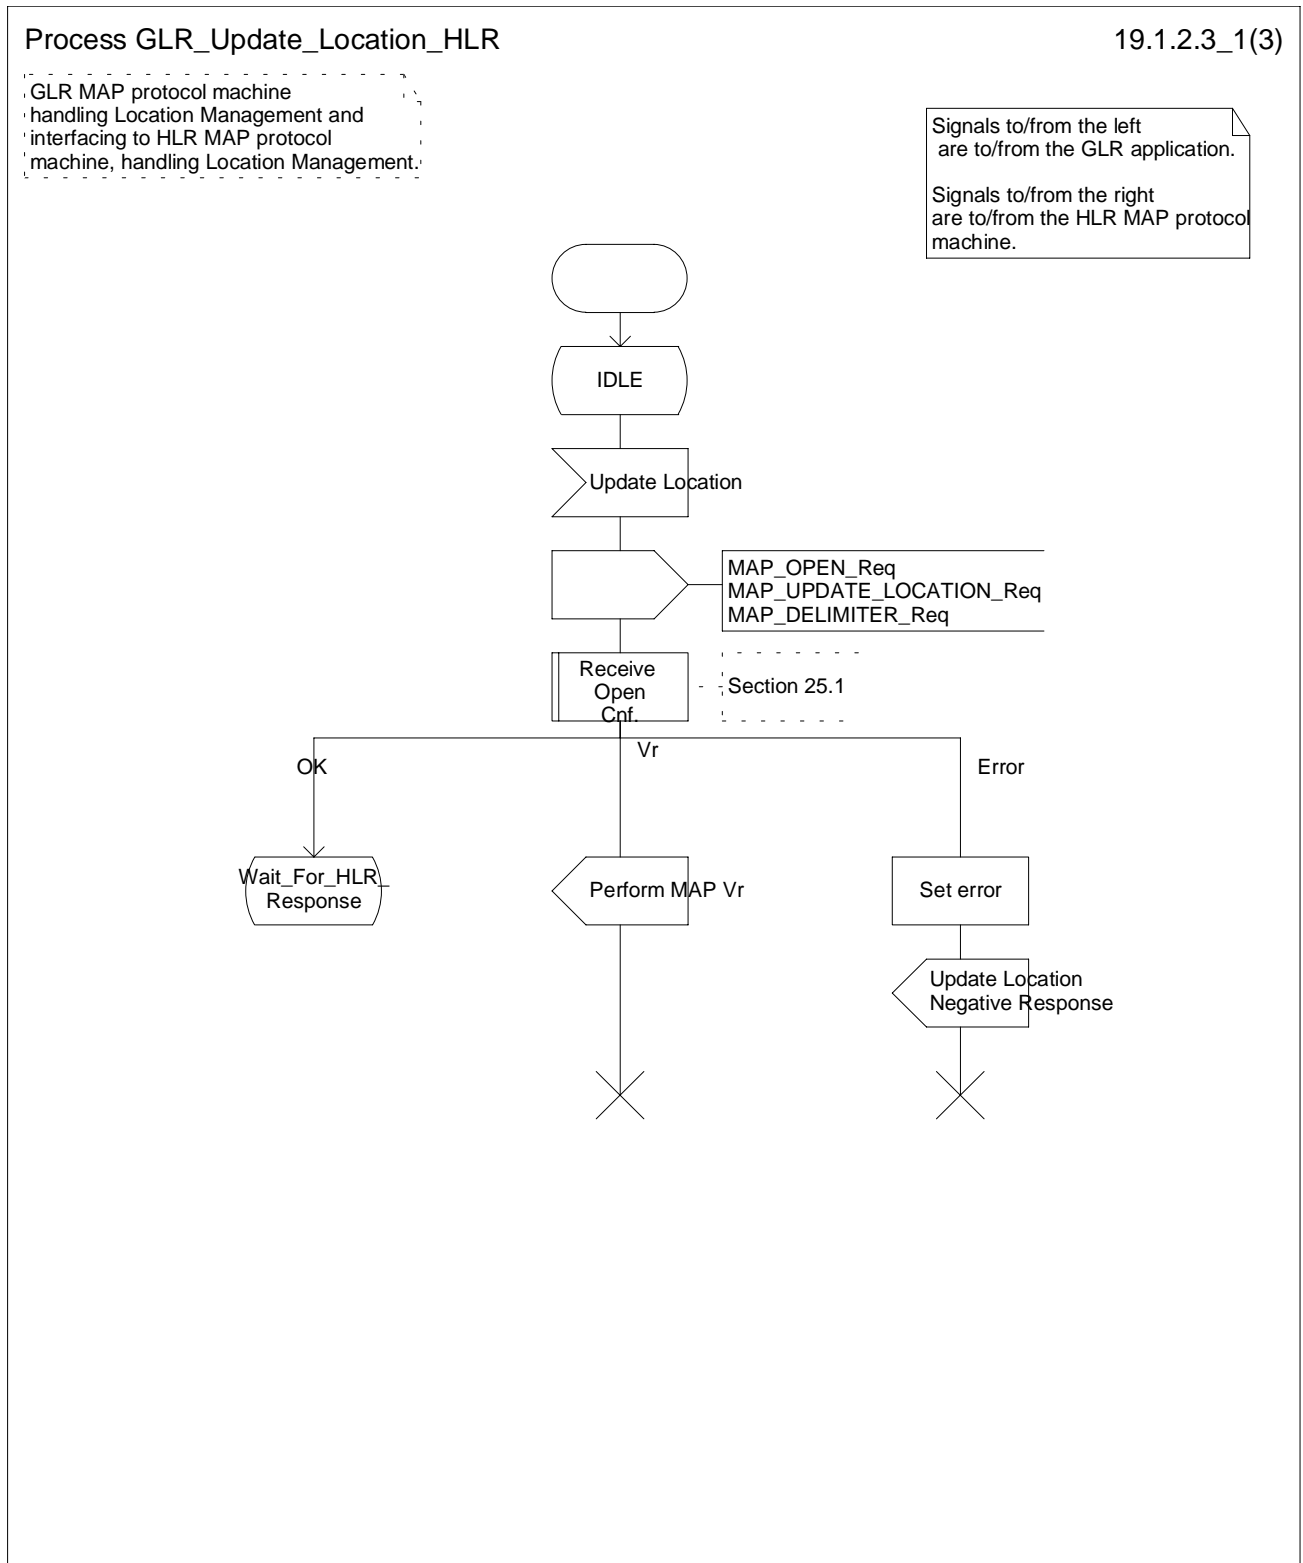 Process GLR_Update_Location_HLR
19.1.2.3_1(3)
GLR MAP protocol machine
handling Location Management and
interfacing to HLR MAP protocol
machine, handling Location Management.
Signals to/from the left
are to/from the GLR application.
Signals to/from the right
are to/from the HLR MAP protocol
machine.
IDLE
Update Location
MAP_OPEN_Req
MAP_UPDATE_LOCATION_Req
MAP_DELIMITER_Req
Receive
Open
Cnf.
Section 25.1
OK
Vr
Error
Wait_For_HLR_
Response
Perform MAP Vr
Set error
Update Location
Negative Response